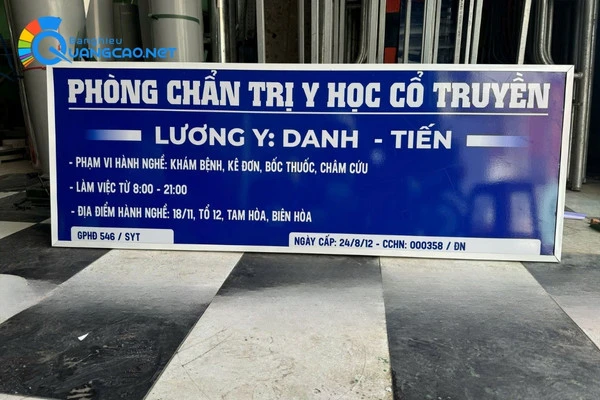 Bảng hiệu
QUANGCAO.NET
PHÒNG CHẨN TRỊ Y HỌC CỔ TRUYỀN
LƯƠNG Y: DANH - TIẾN
- PHẠM VI HÀNH NGHỀ: KHÁM BỆNH, KÊ ĐƠN, BỐC THUỐC, CHÂM CỨU
- LÀM VIỆC TỪ 8:00 - 21:00
- ĐỊA ĐIỂM HÀNH NGHỀ: 18/11, TỔ 12, TAM HÒA, BIÊN HÒA
GPHĐ 546 / SYT
NGÀY CẤP: 24/8/12 - CCHN: 000358 / ĐN